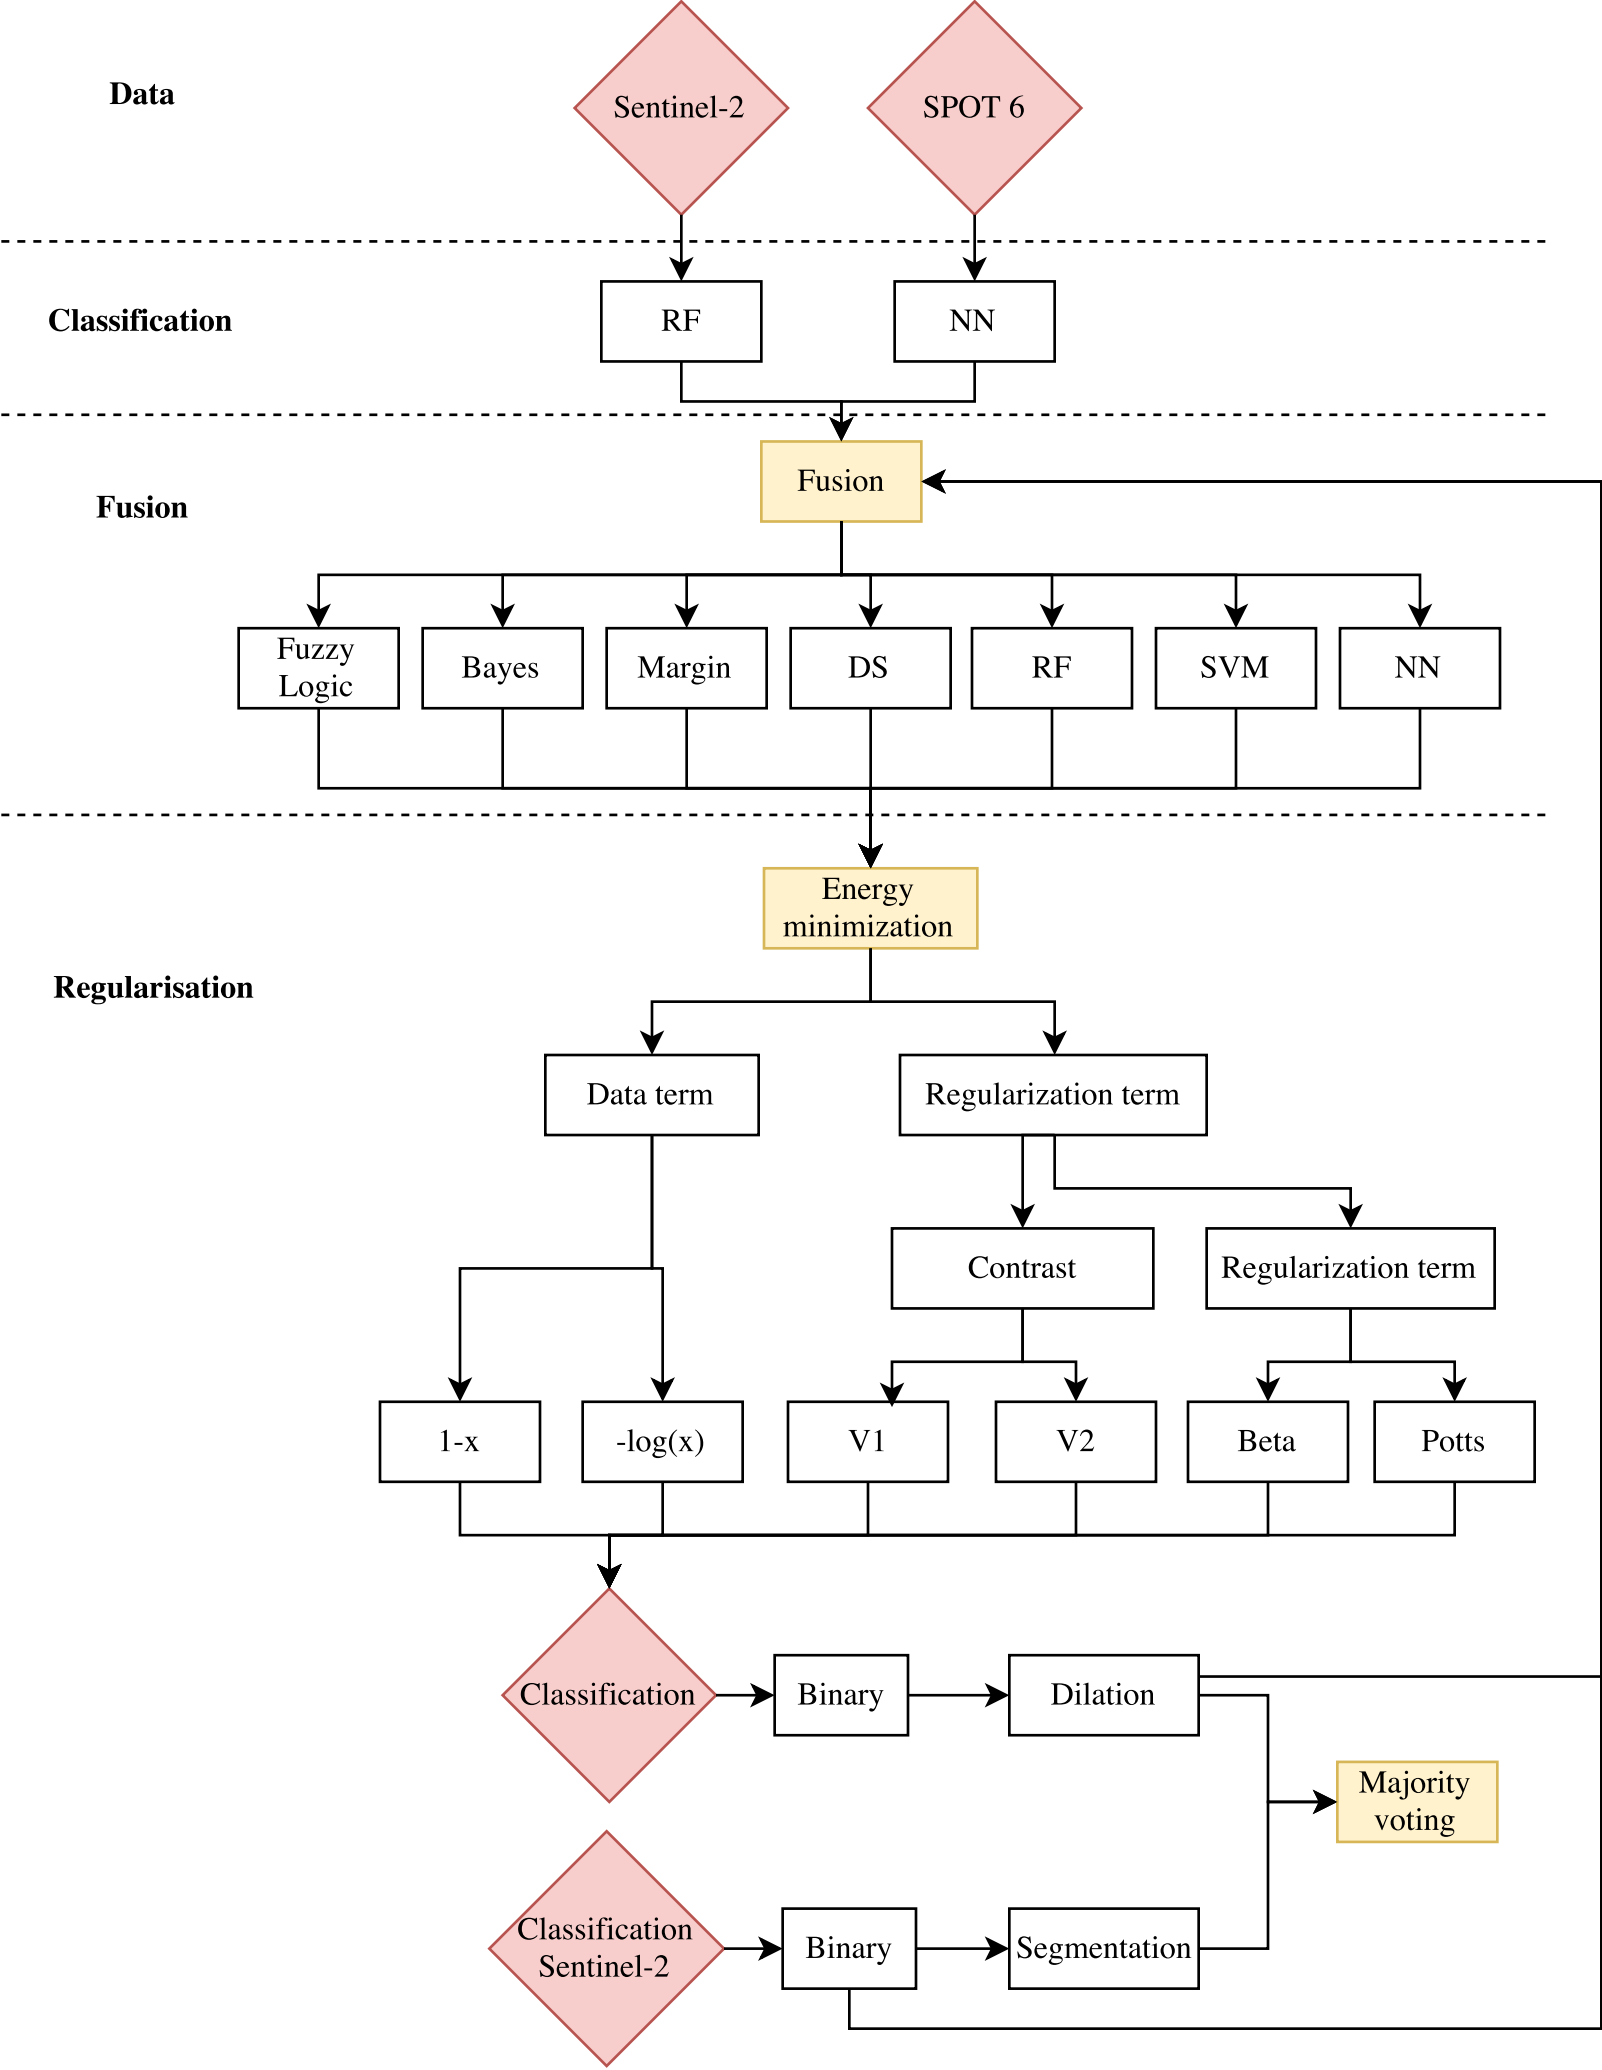 Data
Sentinel-2
SPOT 6
Classification
RF
NN
Fusion
Fusion
Fuzzy
Logic
Bayes
Margin
DS
RF
SVM
NN
Energy
minimization
Regularisation
Data term
Regularization term
Contrast
Regularization term
1-x
-log(x)
V1
V2
Beta
Potts
Classification
Binary
Dilation
Majority
voting
Classification
Sentinel-2
Binary
Segmentation